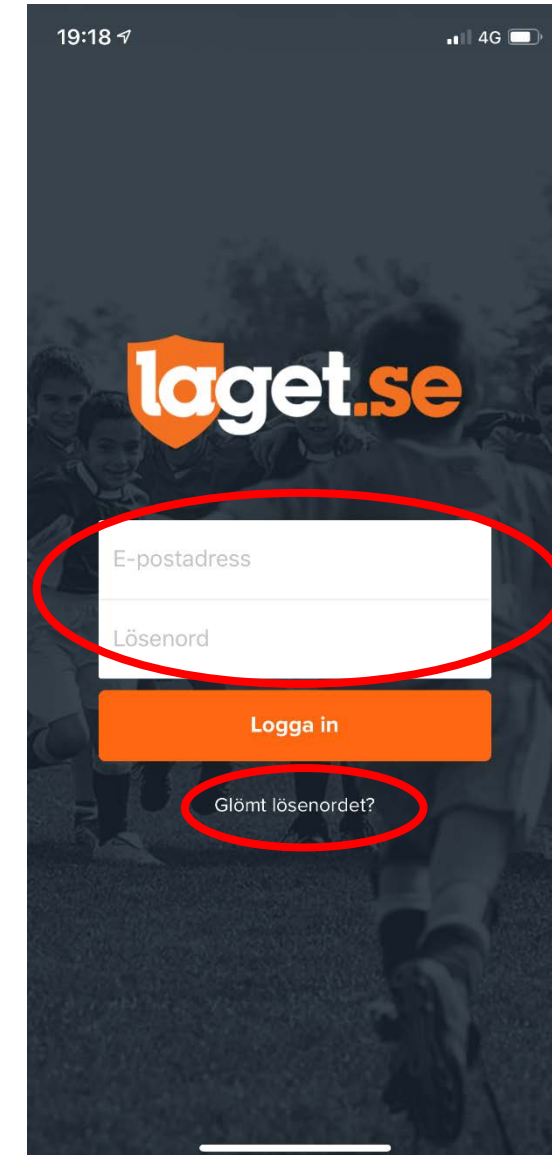 19:18
4G
laget.se
E-postadress
Lösenord
Logga in
Glömt lösenordet?